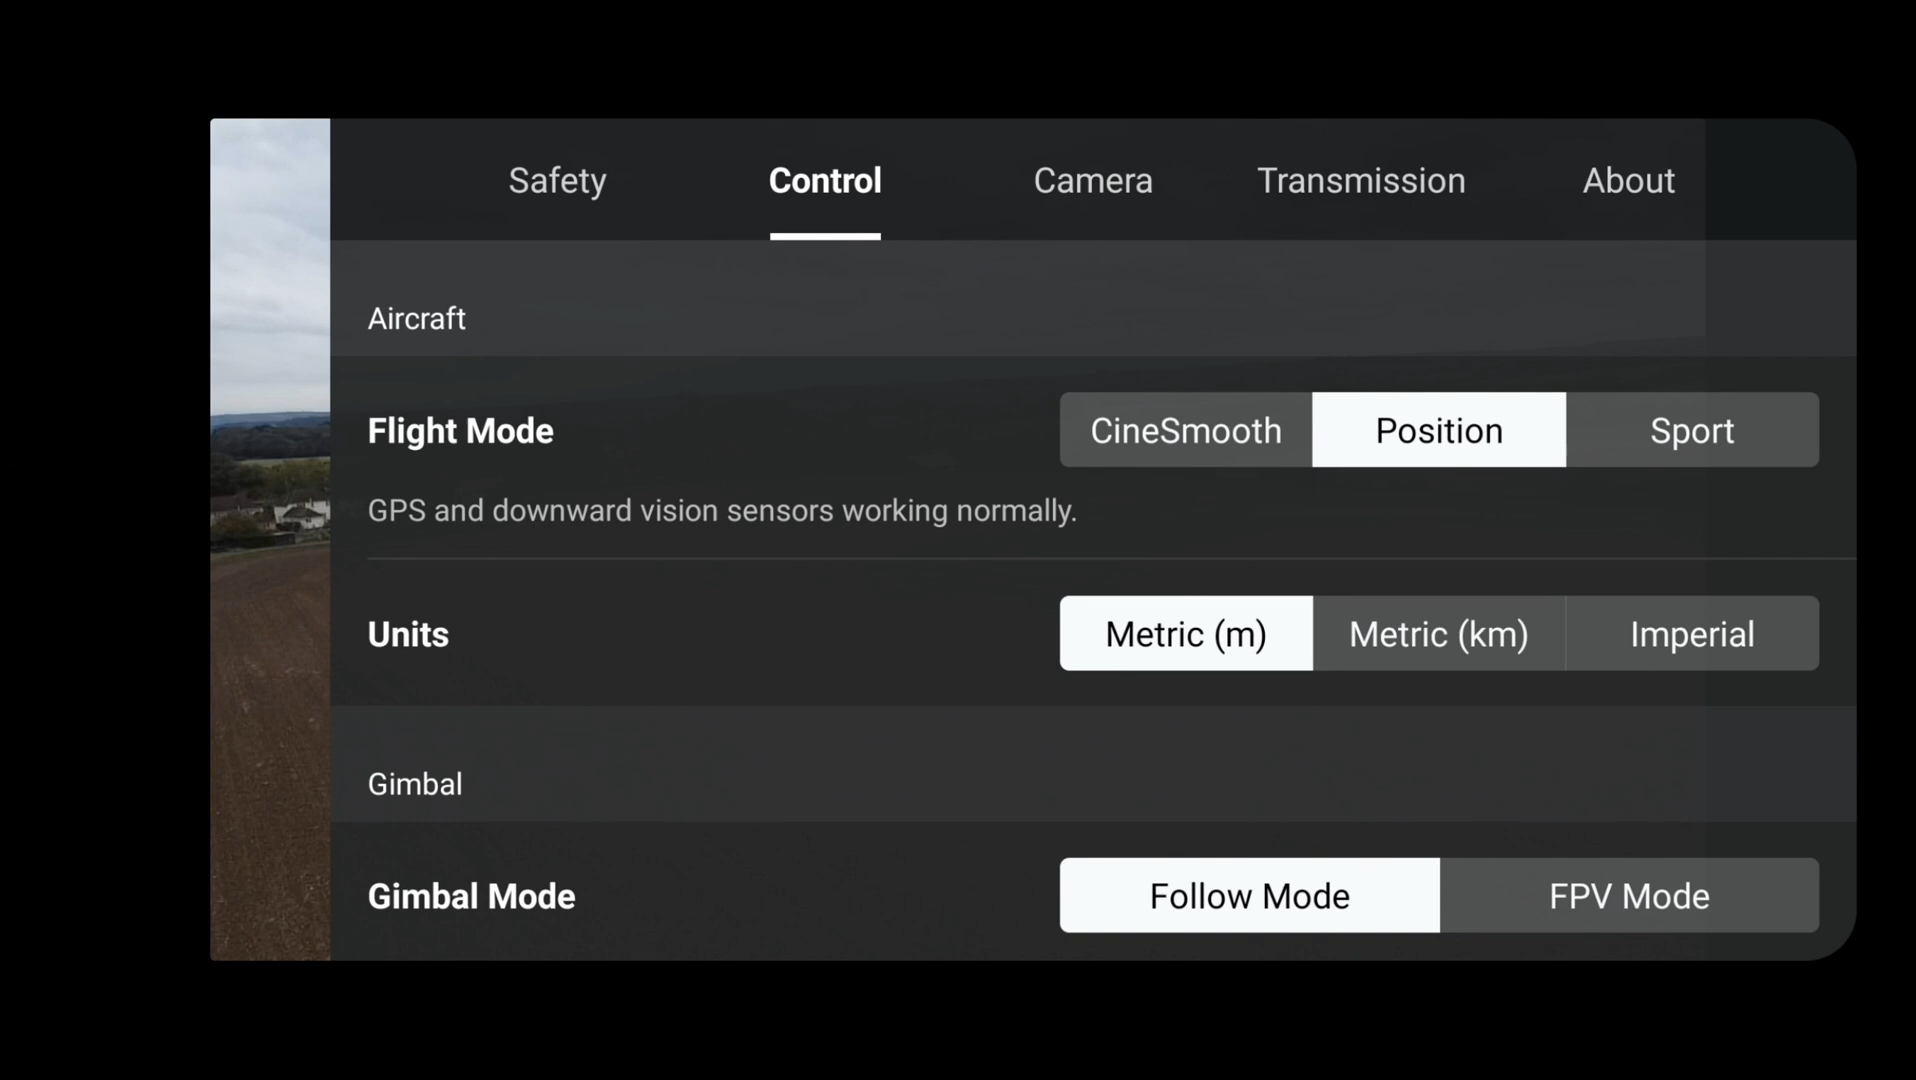 Safety Control Camera Transmission About
Aircraft
Flight Mode CineSmooth Position Sport
GPS and downward vision sensors working normally.
Units Metric (m) Metric (km) Imperial
Gimbal
Gimbal Mode Follow Mode FPV Mode